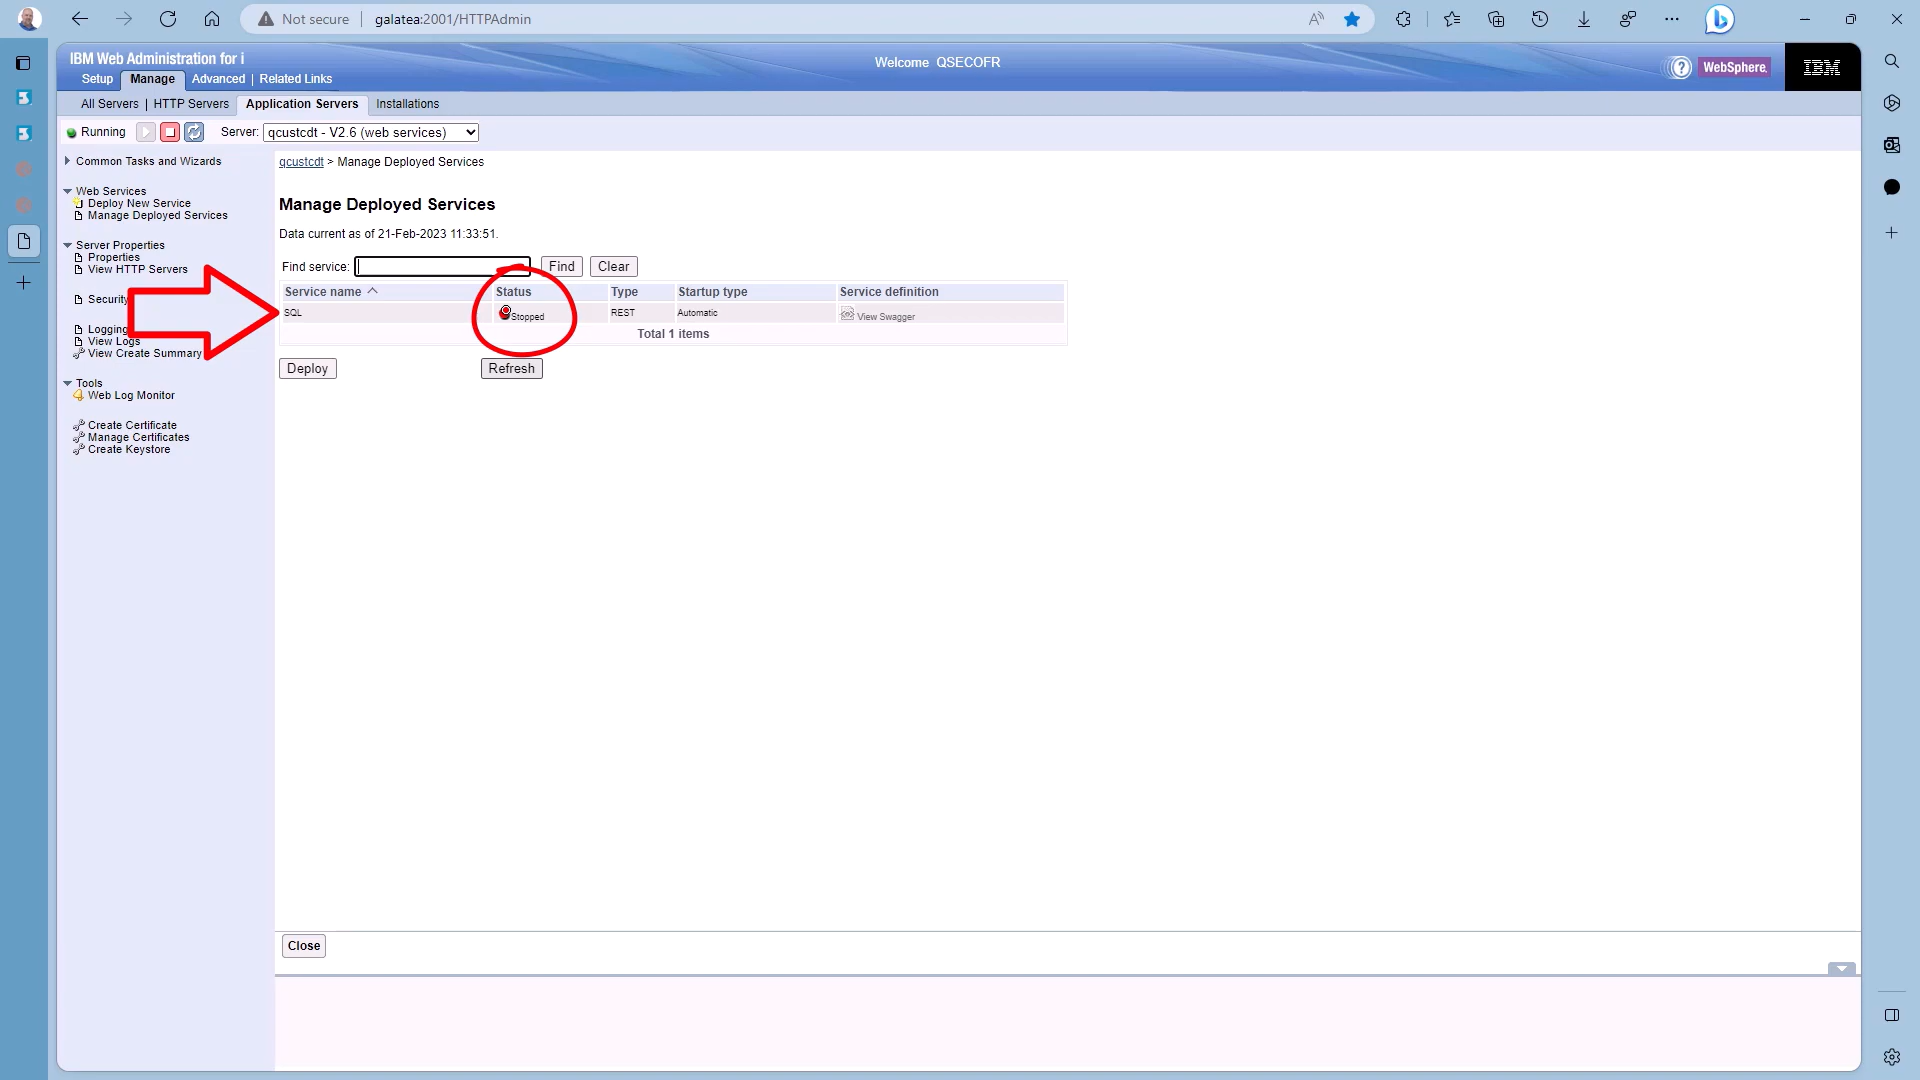 Not secure galatea:2001/HTTPAdmin
IBM Web Administration for i
Welcome QSECOFR
WebSphere.
IBM
Setup Manage Advanced | Related Links
All Servers | HTTP Servers Application Servers Installations
Running Server: qcustcdt - V2.6 (web services)
Common Tasks and Wizards
Web Services
Deploy New Service
Manage Deployed Services
Server Properties
Properties
View HTTP Servers
Security
Logging
View Logs
View Create Summary
Tools
Web Log Monitor
Create Certificate
Manage Certificates
Create Keystore
qcustcdt > Manage Deployed Services
Manage Deployed Services
Data current as of 21-Feb-2023 11:33:51.
Find service: Find Clear
Service name Status Type Startup type Service definition
SQL Stopped REST Automatic View Swagger
Total 1 items
Deploy Refresh
Close